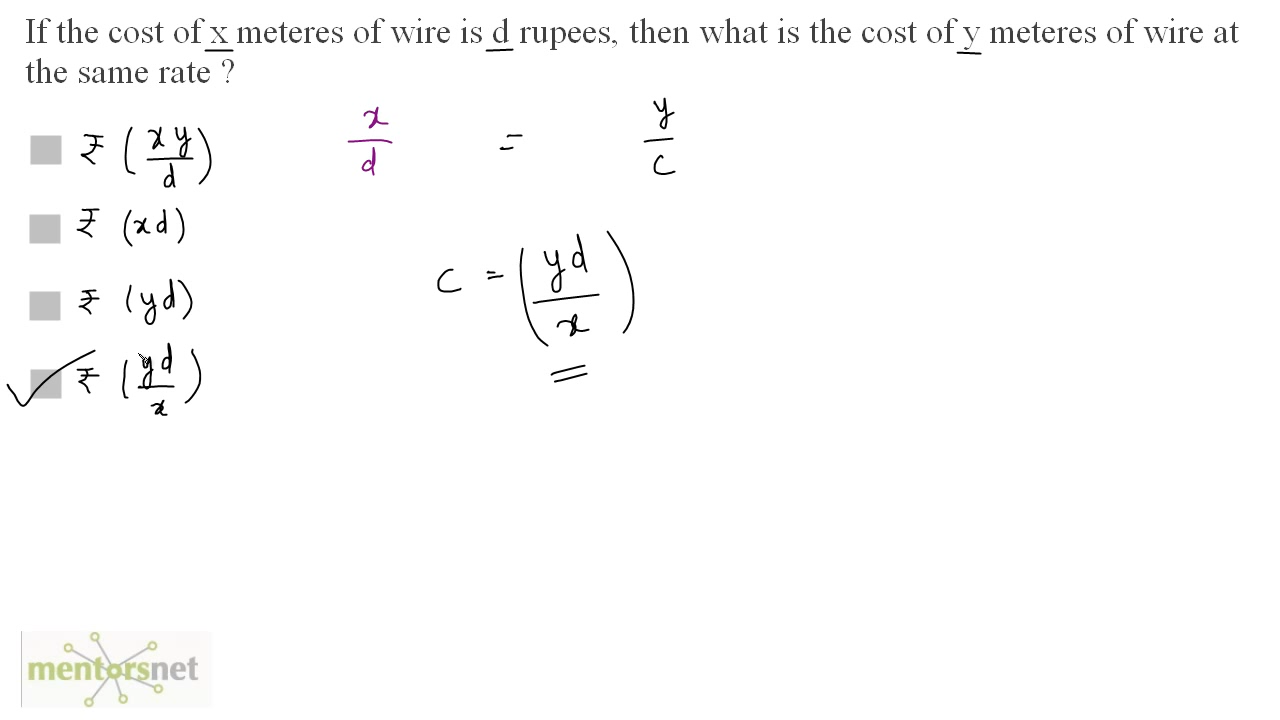 If the cost of x meteres of wire is d rupees, then what is the cost of y meteres of wire at
the same rate ?
₹ (xy/d)
₹ (xd)
₹ (yd)
₹ (yd/x)
x/d = y/c
c = (yd/x)
mentorsnet